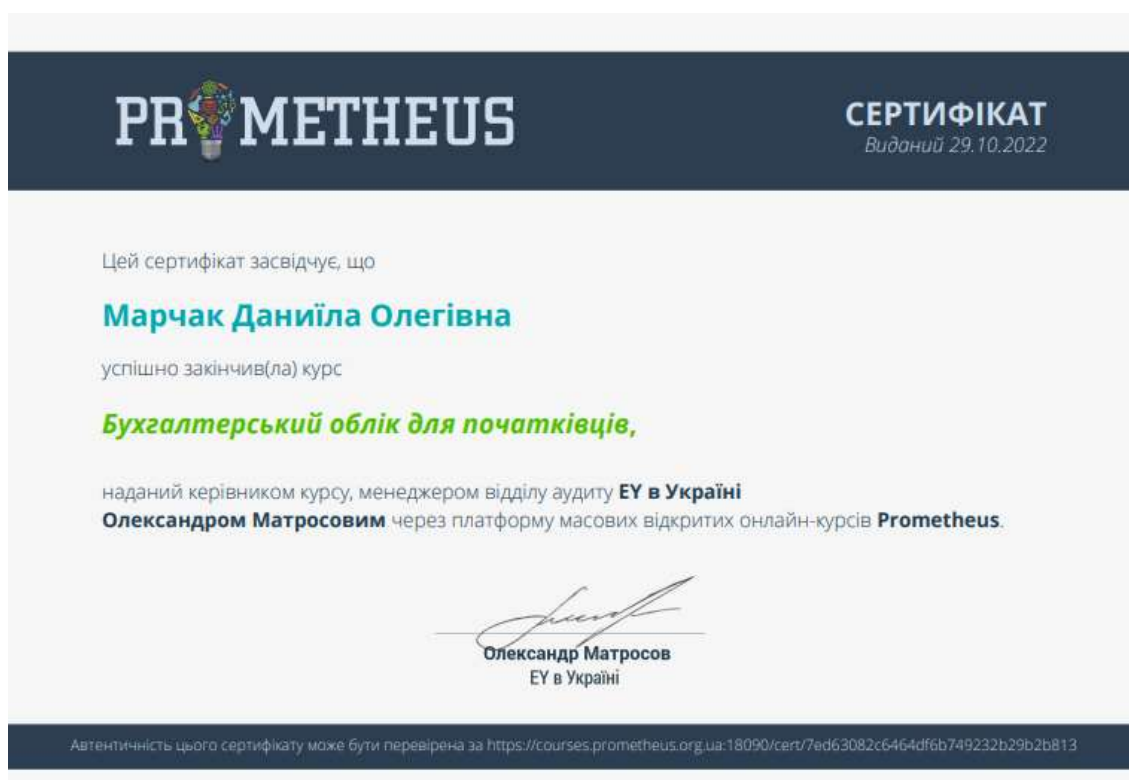 PROMETHEUS
СЕРТИФІКАТ
Виданий 29.10.2022
Цей сертифікат засвідчує, що
Марчак Даниїла Олегівна
успішно закінчив(ла) курс
Бухгалтерський облік для початківців,
наданий керівником курсу, менеджером відділу аудиту EY в Україні
Олександром Матросовим через платформу масових відкритих онлайн-курсів Prometheus.
Олександр Матросов
EY в Україні
Автентичність цього сертифікату може бути перевірена за https://courses.prometheus.org.ua:18090/cert/7ed63082c6464df6b749232b29b2b813